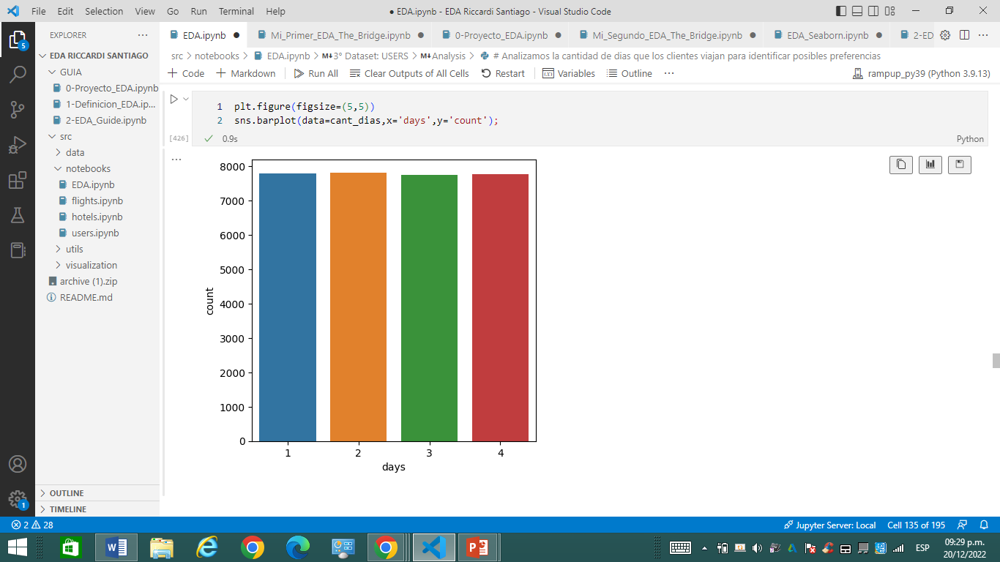 File Edit Selection View Go Run Terminal Help
● EDA.ipynb - EDA Riccardi Santiago - Visual Studio Code
EXPLORER ···
EDA.ipynb ●
Mi_Primer_EDA_The_Bridge.ipynb ●
0-Proyecto_EDA.ipynb ●
Mi_Segundo_EDA_The_Bridge.ipynb ●
EDA_Seaborn.ipynb ●
2-ED
5
EDA RICCARDI SANTIAGO
src > notebooks > EDA.ipynb > M↓3° Dataset: USERS > M↓Analysis > # Analizamos la cantidad de dias que los clientes viajan para identificar posibles preferencias
+ Code + Markdown Run All Clear Outputs of All Cells Restart Variables Outline ···
rampup_py39 (Python 3.9.13)
GUIA
0-Proyecto_EDA.ipynb
1-Definicion_EDA.ip...
2-EDA_Guide.ipynb
src
data
notebooks
EDA.ipynb
flights.ipynb
hotels.ipynb
users.ipynb
utils
visualization
archive (1).zip
README.md
OUTLINE
TIMELINE
1 plt.figure(figsize=(5,5))
2 sns.barplot(data=cant_dias,x='days',y='count');
[426] ✓ 0.9s
Python
···
8000
7000
6000
5000
4000
3000
2000
1000
0
count
1 2 3 4
days
1
2 28
Jupyter Server: Local
Cell 135 of 195
ESP
09:29 p.m.
20/12/2022